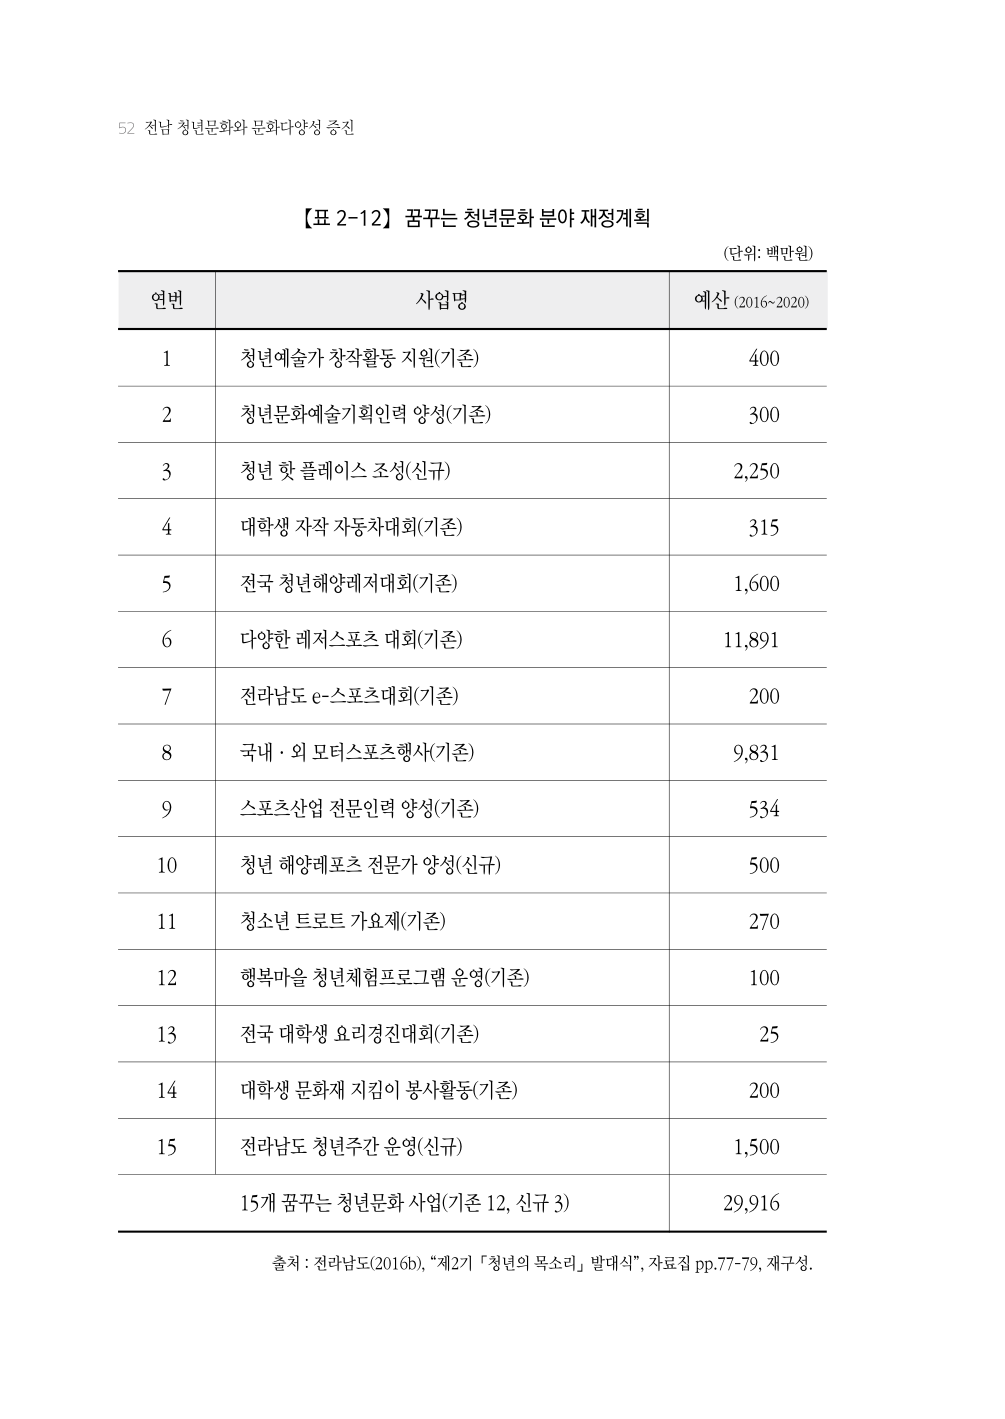 52 전남 청년문화와 문화다양성 증진
【표 2-12】 꿈꾸는 청년문화 분야 재정계획
(단위: 백만원)
연번 사업명 예산 (2016~2020)
1 청년예술가 창작활동 지원(기존) 400
2 청년문화예술기획인력 양성(기존) 300
3 청년 핫 플레이스 조성(신규) 2,250
4 대학생 자작 자동차대회(기존) 315
5 전국 청년해양레저대회(기존) 1,600
6 다양한 레저스포츠 대회(기존) 11,891
7 전라남도 e-스포츠대회(기존) 200
8 국내 · 외 모터스포츠행사(기존) 9,831
9 스포츠산업 전문인력 양성(기존) 534
10 청년 해양레포츠 전문가 양성(신규) 500
11 청소년 트로트 가요제(기존) 270
12 행복마을 청년체험프로그램 운영(기존) 100
13 전국 대학생 요리경진대회(기존) 25
14 대학생 문화재 지킴이 봉사활동(기존) 200
15 전라남도 청년주간 운영(신규) 1,500
15개 꿈꾸는 청년문화 사업(기존 12, 신규 3) 29,916
출처 : 전라남도(2016b), “제2기 「청년의 목소리」 발대식”, 자료집 pp.77-79, 재구성.